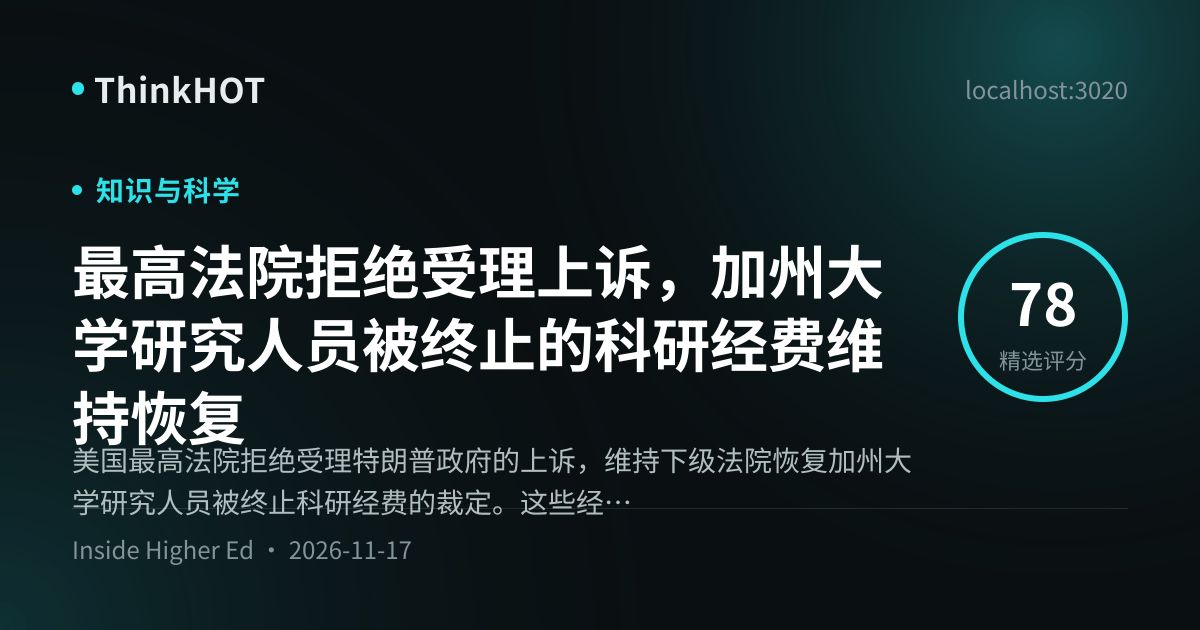 ThinkHOT
localhost:3020
知识与科学
最高法院拒绝受理上诉，加州大
学研究人员被终止的科研经费维
持恢复
78
精选评分
美国最高法院拒绝受理特朗普政府的上诉，维持下级法院恢复加州大
学研究人员被终止科研经费的裁定。这些经…
Inside Higher Ed · 2026-11-17